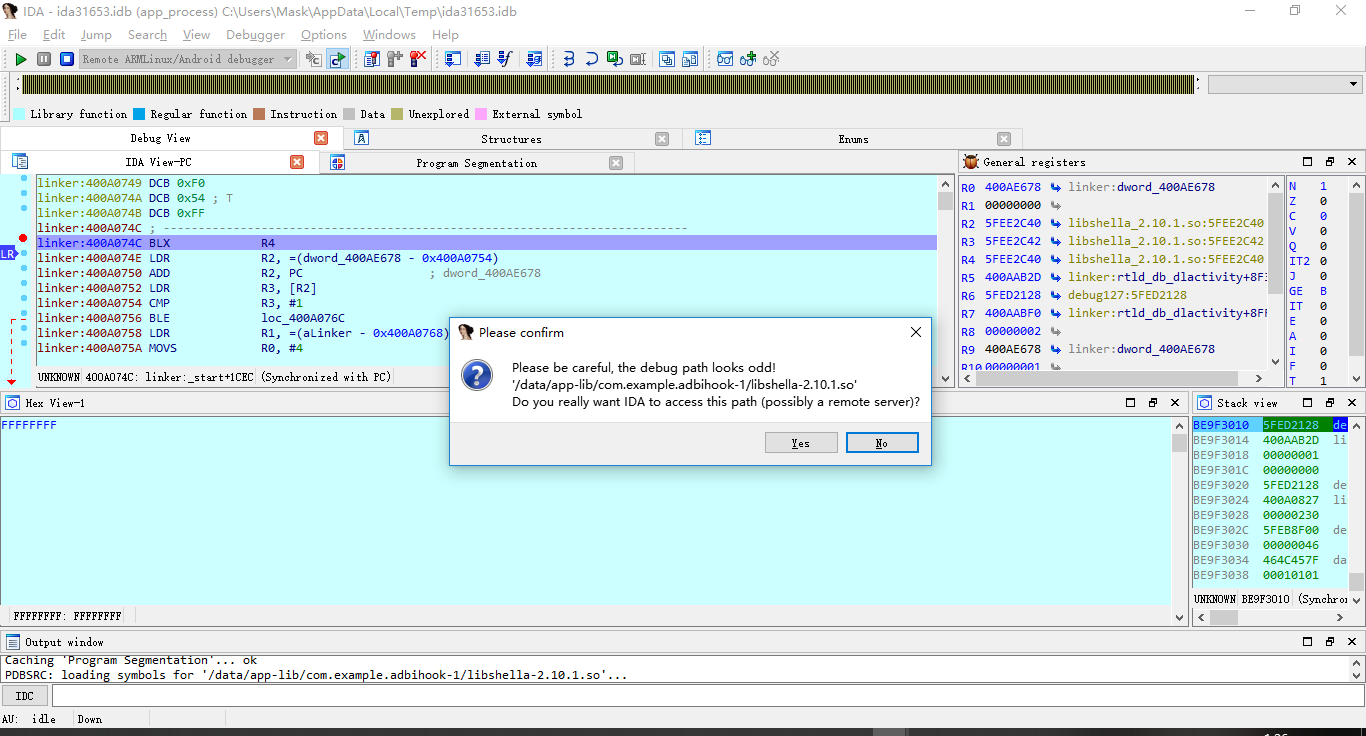 IDA - ida31653.idb (app_process) C:\Users\Mask\AppData\Local\Temp\ida31653.idb
File Edit Jump Search View Debugger Options Windows Help
Remote ARMLinux/Android debugger
Library function Regular function Instruction Data Unexplored External symbol
Debug View Structures Enums
IDA View-PC Program Segmentation
linker:400A0749 DCB 0xF0
linker:400A074A DCB 0x54 ; T
linker:400A074B DCB 0xFF
linker:400A074C ; ---------------------------------------------------------------------------
linker:400A074C BLX R4
LR
linker:400A074E LDR R2, =(dword_400AE678 - 0x400A0754)
linker:400A0750 ADD R2, PC ; dword_400AE678
linker:400A0752 LDR R3, [R2]
linker:400A0754 CMP R3, #1
linker:400A0756 BLE loc_400A076C
linker:400A0758 LDR R1, =(aLinker - 0x400A0768)
linker:400A075A MOVS R0, #4
UNKNOWN 400A074C: linker:_start+1CEC (Synchronized with PC)
General registers
R0 400AE678 linker:dword_400AE678
R1 00000000
R2 5FEE2C40 libshella_2.10.1.so:5FEE2C40
R3 5FEE2C42 libshella_2.10.1.so:5FEE2C42
R4 5FEE2C40 libshella_2.10.1.so:5FEE2C40
R5 400AAB2D linker:rtld_db_dlactivity+8F
R6 5FED2128 debug127:5FED2128
R7 400AABF0 linker:rtld_db_dlactivity+8F
R8 00000002
R9 400AE678 linker:dword_400AE678
R10 00000001
N 1
Z 0
C 0
V 0
Q 0
IT2 0
J 0
GE B
IT 0
E 0
A 0
I 0
F 0
T 1
Please confirm
Please be careful, the debug path looks odd!
'/data/app-lib/com.example.adbihook-1/libshella-2.10.1.so'
Do you really want IDA to access this path (possibly a remote server)?
Yes No
Hex View-1
FFFFFFFF
FFFFFFFF: FFFFFFFF
Stack view
BE9F3010 5FED2128 de
BE9F3014 400AAB2D li
BE9F3018 00000001
BE9F301C 00000000
BE9F3020 5FED2128 de
BE9F3024 400A0827 li
BE9F3028 00000230
BE9F302C 5FEB8F00 de
BE9F3030 00000046
BE9F3034 464C457F da
BE9F3038 00010101
UNKNOWN BE9F3010 (Synchro
Output window
Caching 'Program Segmentation'... ok
PDBSRC: loading symbols for '/data/app-lib/com.example.adbihook-1/libshella-2.10.1.so'...
IDC
AU: idle Down